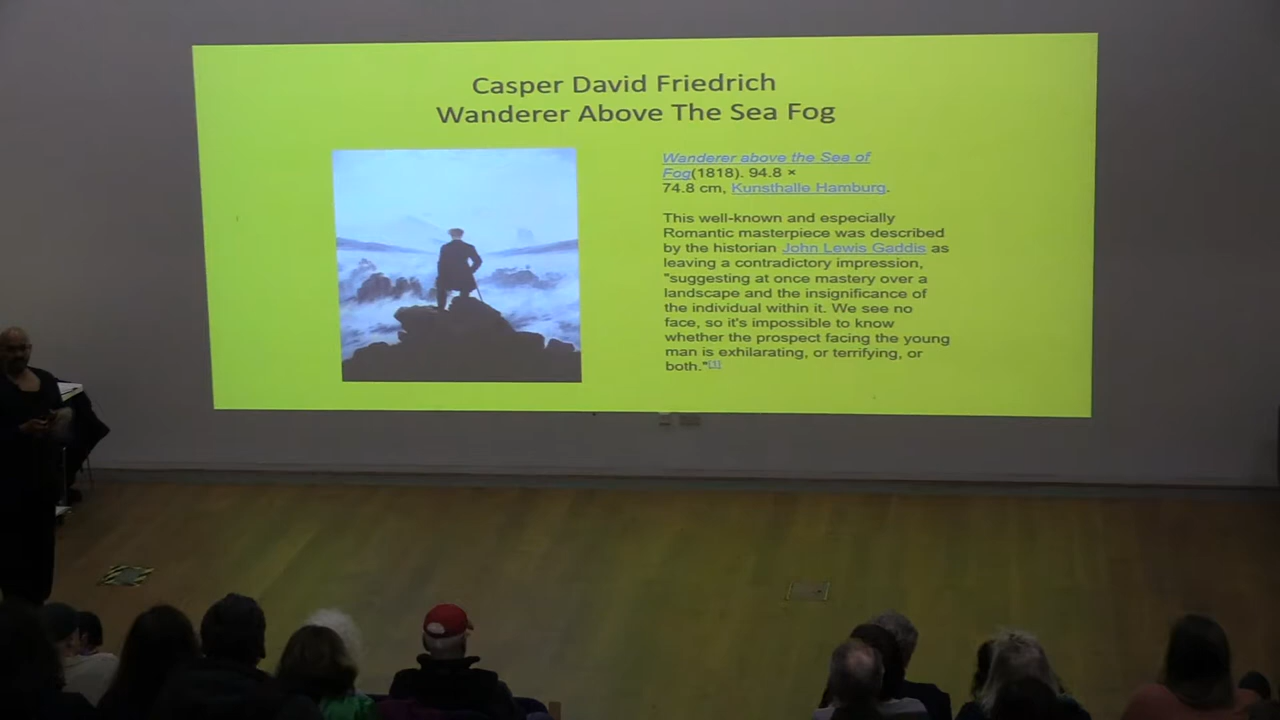 Casper David Friedrich
Wanderer Above The Sea Fog
Wanderer above the Sea of
Fog(1818). 94.8 ×
74.8 cm, Kunsthalle Hamburg.
This well-known and especially
Romantic masterpiece was described
by the historian John Lewis Gaddis as
leaving a contradictory impression,
"suggesting at once mastery over a
landscape and the insignificance of
the individual within it. We see no
face, so it's impossible to know
whether the prospect facing the young
man is exhilarating, or terrifying, or
both."[1]